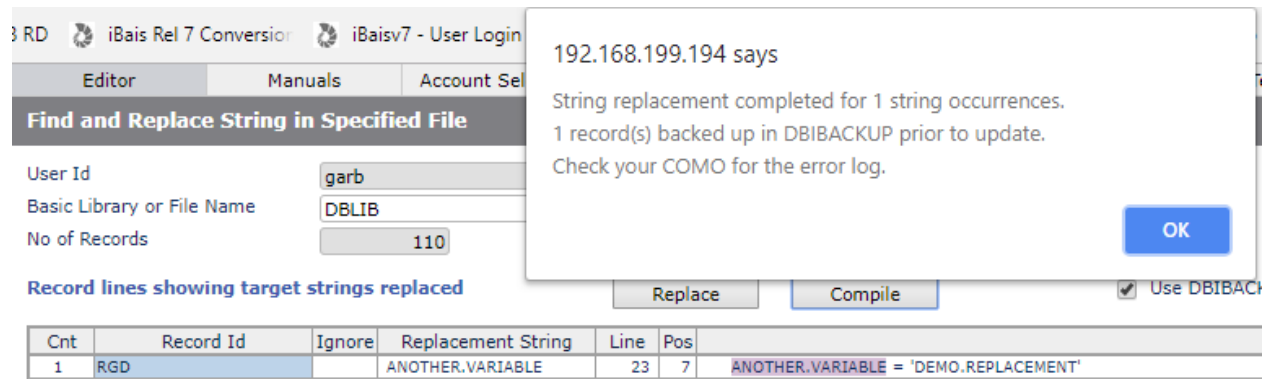 RD iBais Rel 7 Conversion iBaisv7 - User Login
192.168.199.194 says
String replacement completed for 1 string occurrences.
1 record(s) backed up in DBIBACKUP prior to update.
Check your COMO for the error log.
OK
Editor Manuals Account Sel
Find and Replace String in Specified File
User Id garb
Basic Library or File Name DBLIB
No of Records 110
Record lines showing target strings replaced Replace Compile Use DBIBACK
Cnt Record Id Ignore Replacement String Line Pos
1 RGD ANOTHER.VARIABLE 23 7 ANOTHER.VARIABLE = 'DEMO.REPLACEMENT'